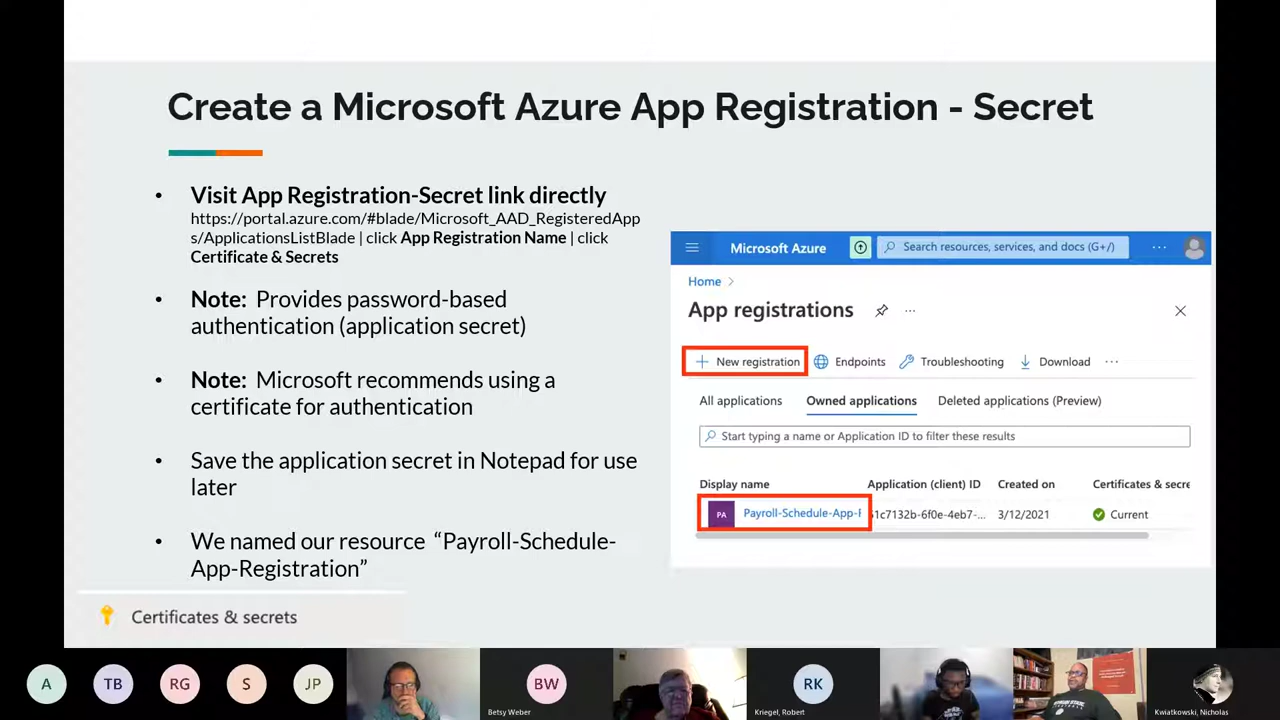 Create a Microsoft Azure App Registration - Secret
• Visit App Registration-Secret link directly
https://portal.azure.com/#blade/Microsoft_AAD_RegisteredApp
s/ApplicationsListBlade | click App Registration Name | click
Certificate & Secrets
• Note: Provides password-based
authentication (application secret)
• Note: Microsoft recommends using a
certificate for authentication
• Save the application secret in Notepad for use
later
• We named our resource “Payroll-Schedule-
App-Registration”
Certificates & secrets
Microsoft Azure
Search resources, services, and docs (G+/)
Home
App registrations
New registration Endpoints Troubleshooting Download
All applications Owned applications Deleted applications (Preview)
Start typing a name or Application ID to filter these results
Display name Application (client) ID Created on Certificates & secre
PA Payroll-Schedule-App-F 1c7132b-6f0e-4eb7-... 3/12/2021 Current
A TB RG S JP BW RK
Betsy Weber
Kriegel, Robert
Kwiatkowski, Nicholas